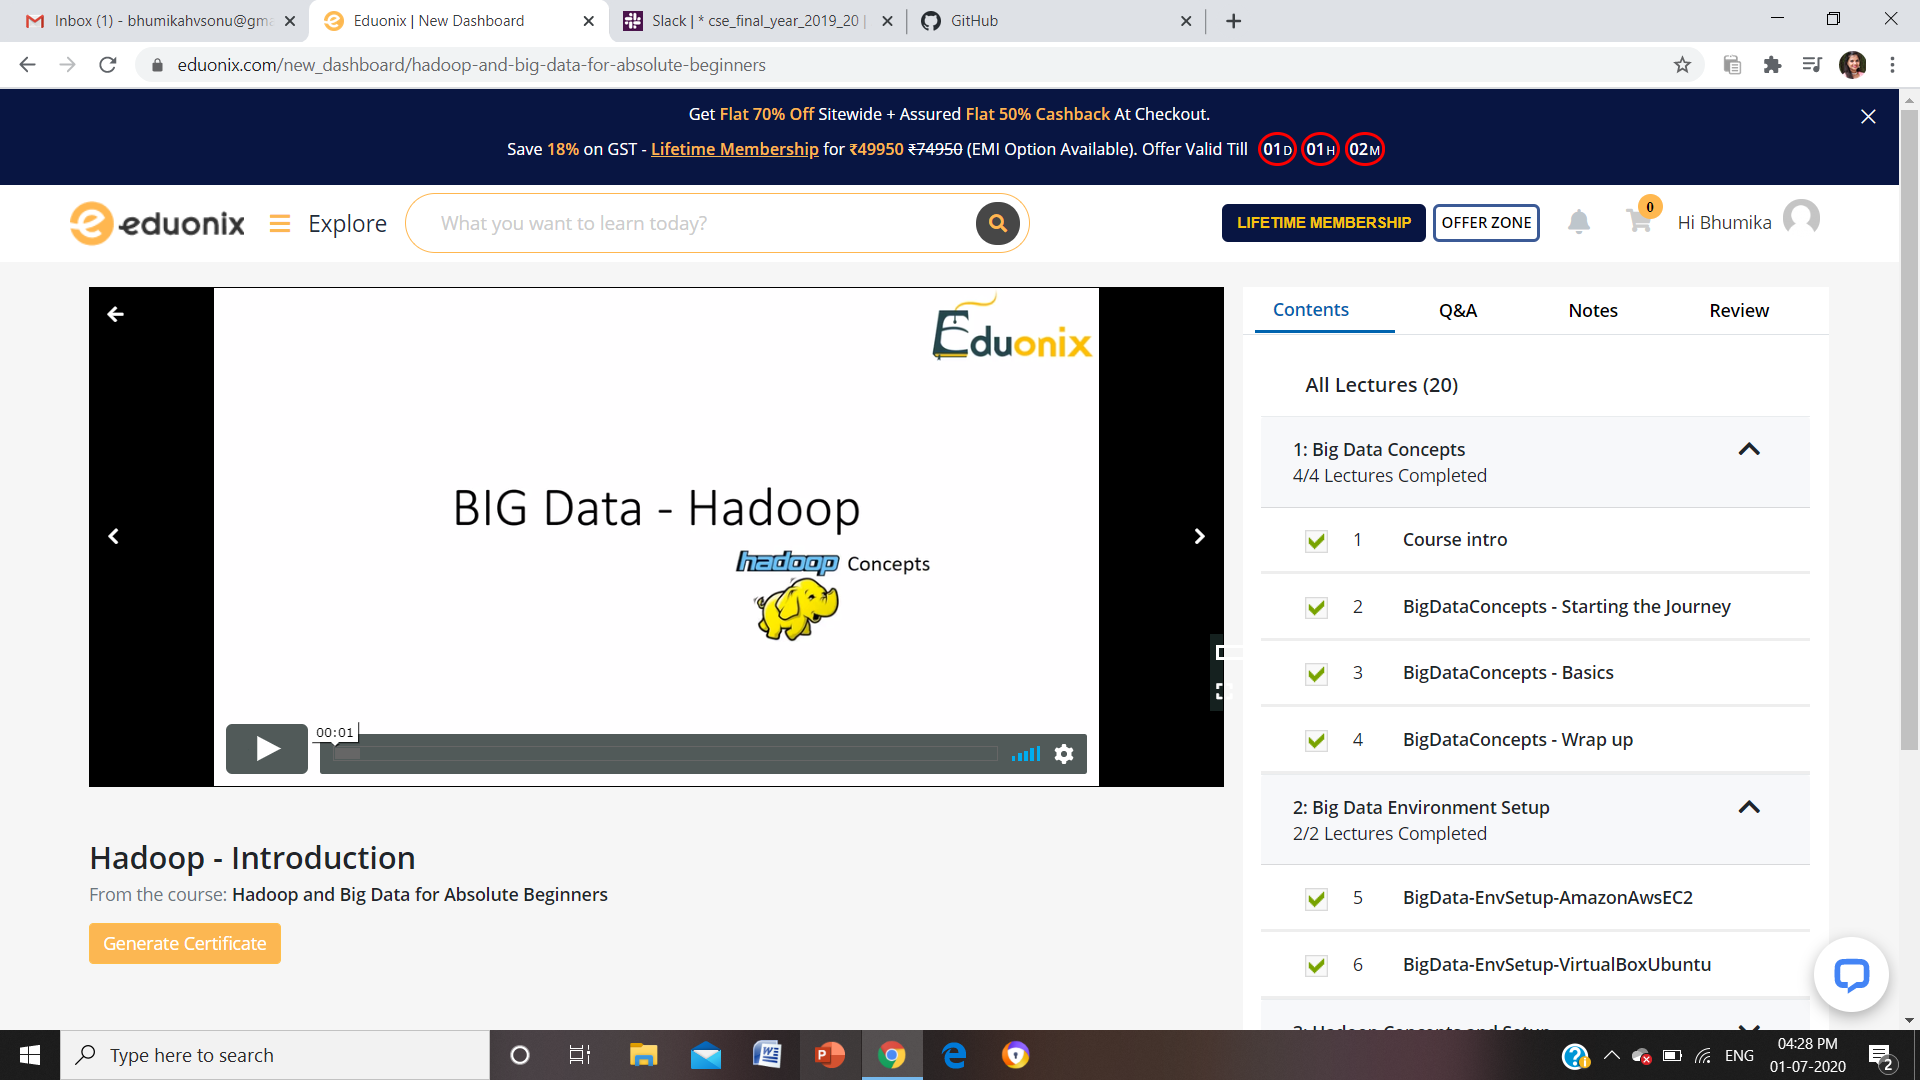 Inbox (1) - bhumikahvsonu@gma
Eduonix | New Dashboard
Slack | * cse_final_year_2019_20 |
GitHub
eduonix.com/new_dashboard/hadoop-and-big-data-for-absolute-beginners
Get Flat 70% Off Sitewide + Assured Flat 50% Cashback At Checkout.
Save 18% on GST - Lifetime Membership for ₹49950 ₹74950 (EMI Option Available). Offer Valid Till 01D 01H 02M
eduonix
Explore
What you want to learn today?
LIFETIME MEMBERSHIP
OFFER ZONE
0
Hi Bhumika
Eduonix
BIG Data - Hadoop
hadoop Concepts
00:01
Hadoop - Introduction
From the course: Hadoop and Big Data for Absolute Beginners
Generate Certificate
Contents
Q&A
Notes
Review
All Lectures (20)
1: Big Data Concepts
4/4 Lectures Completed
1 Course intro
2 BigDataConcepts - Starting the Journey
3 BigDataConcepts - Basics
4 BigDataConcepts - Wrap up
2: Big Data Environment Setup
2/2 Lectures Completed
5 BigData-EnvSetup-AmazonAwsEC2
6 BigData-EnvSetup-VirtualBoxUbuntu
3: Hadoop Concepts and Setup
Type here to search
ENG
04:28 PM
01-07-2020
2